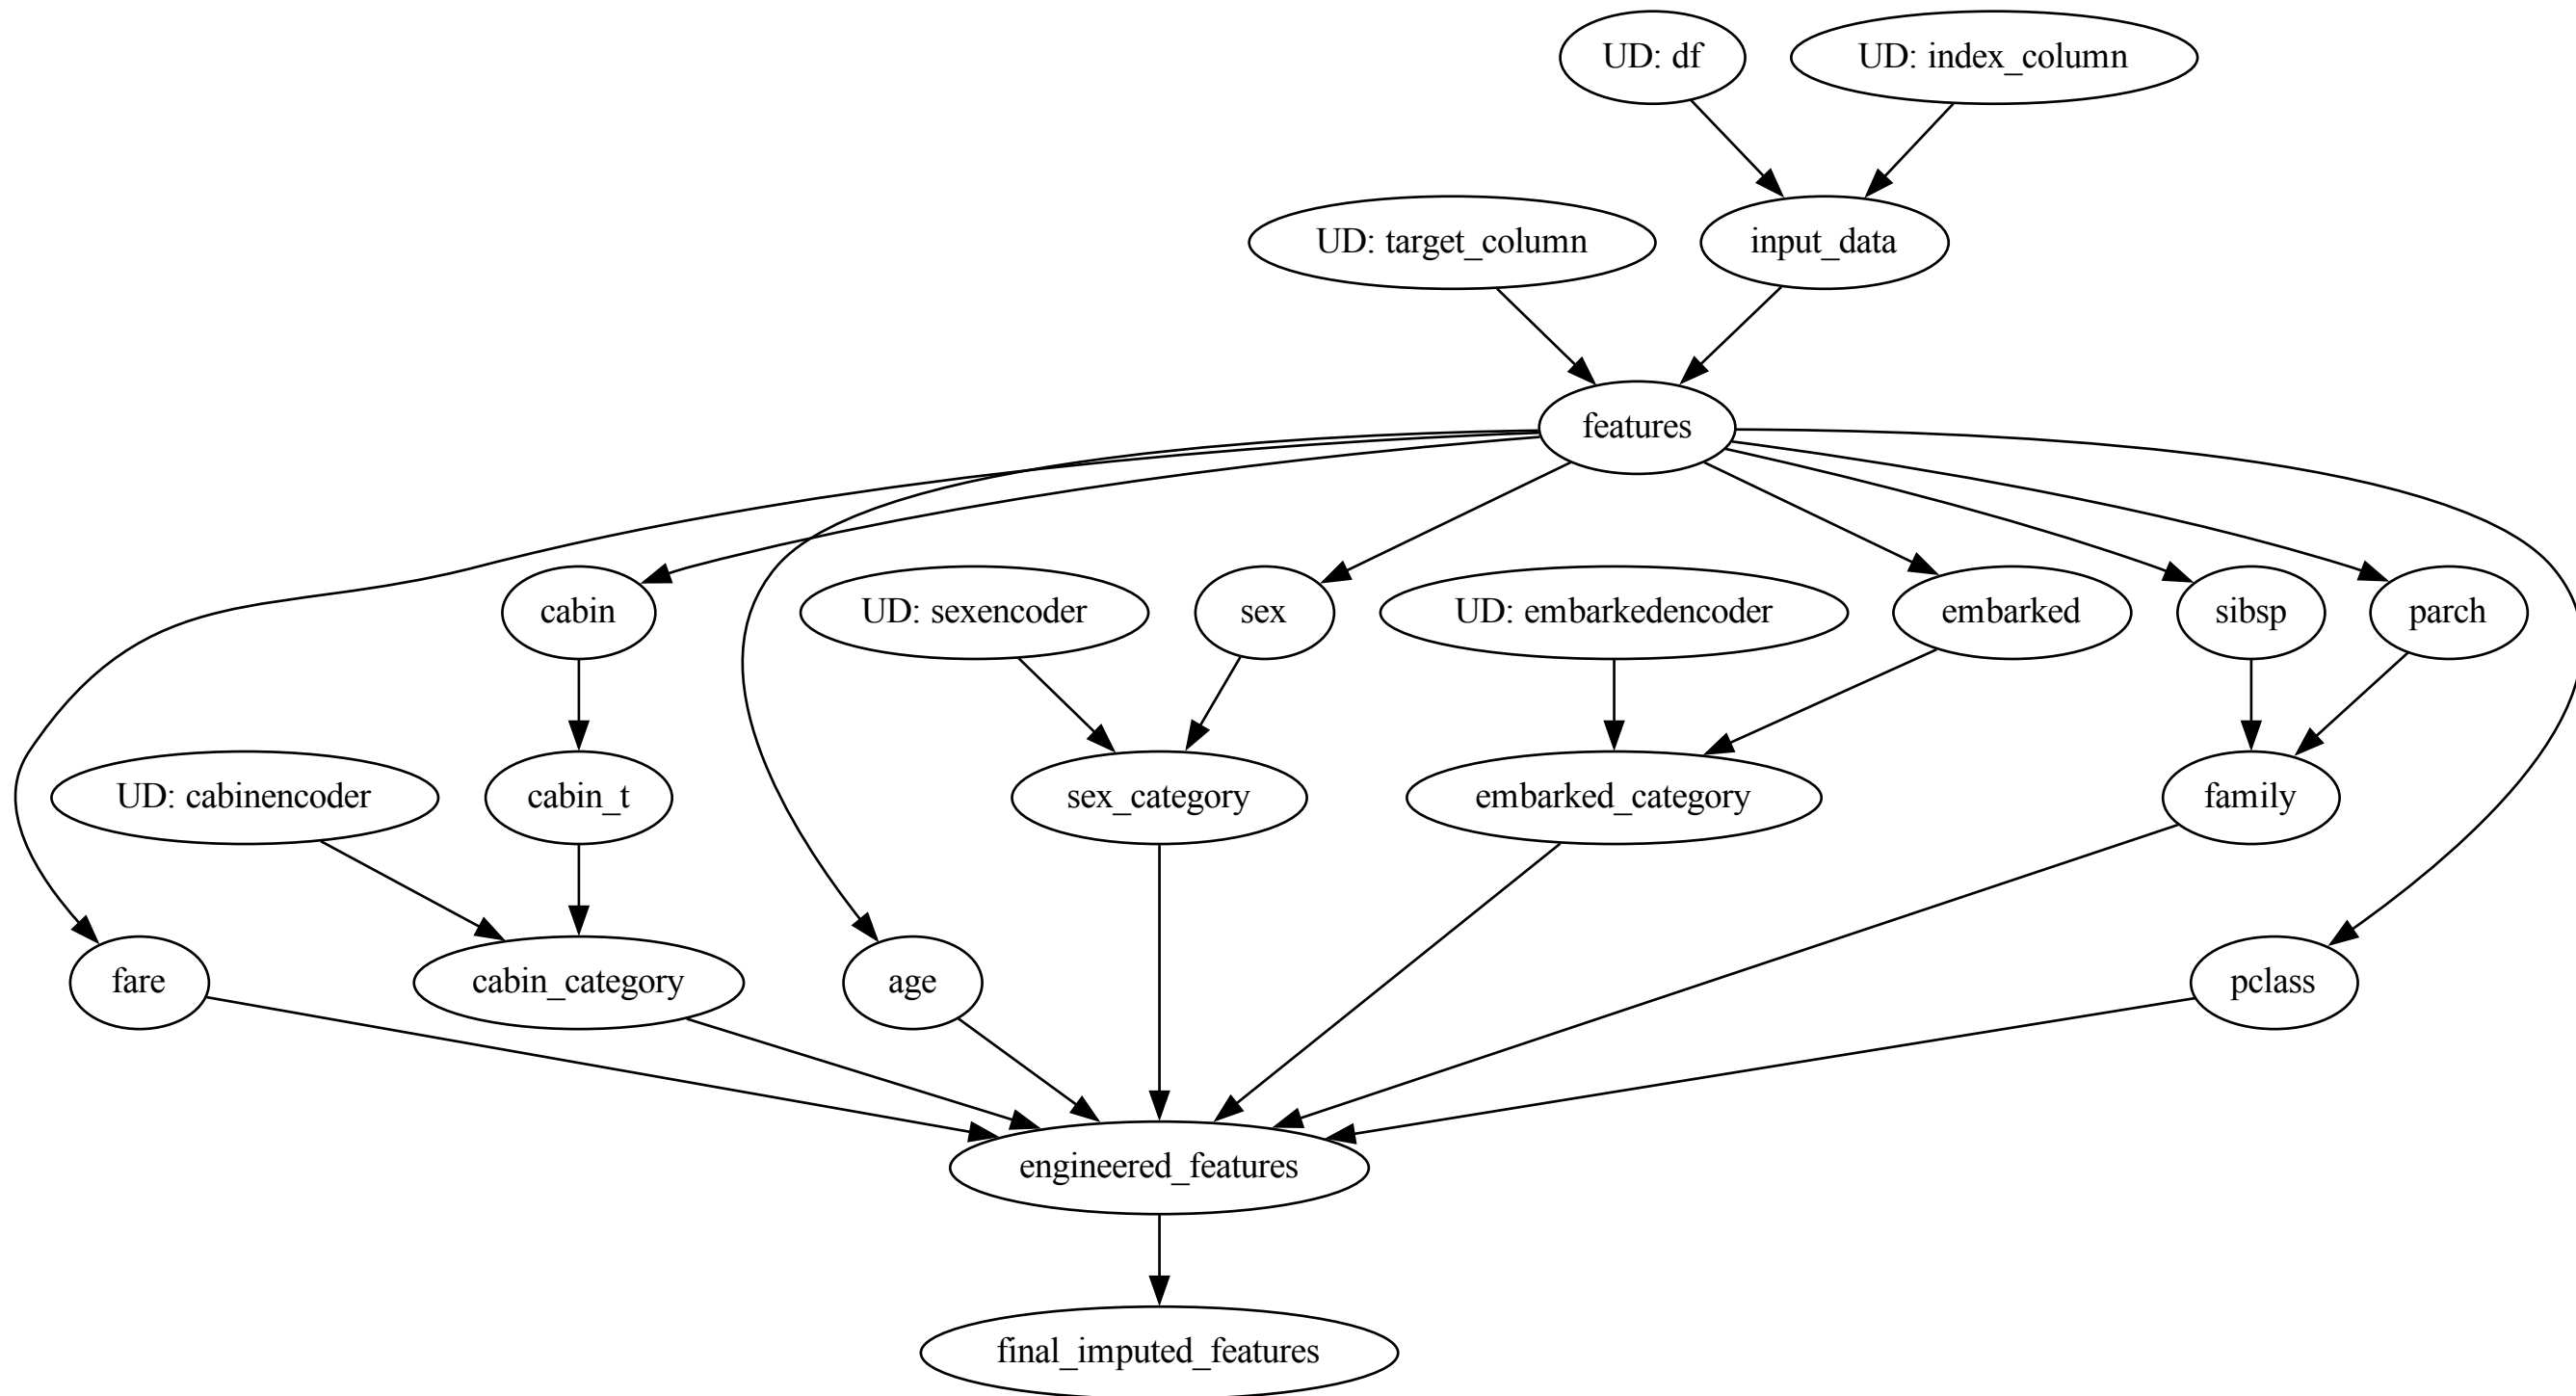 UD: df
UD: index_column
UD: target_column
input_data
features
cabin
UD: sexencoder
sex
UD: embarkedencoder
embarked
sibsp
parch
UD: cabinencoder
cabin_t
sex_category
embarked_category
family
fare
cabin_category
age
pclass
engineered_features
final_imputed_features